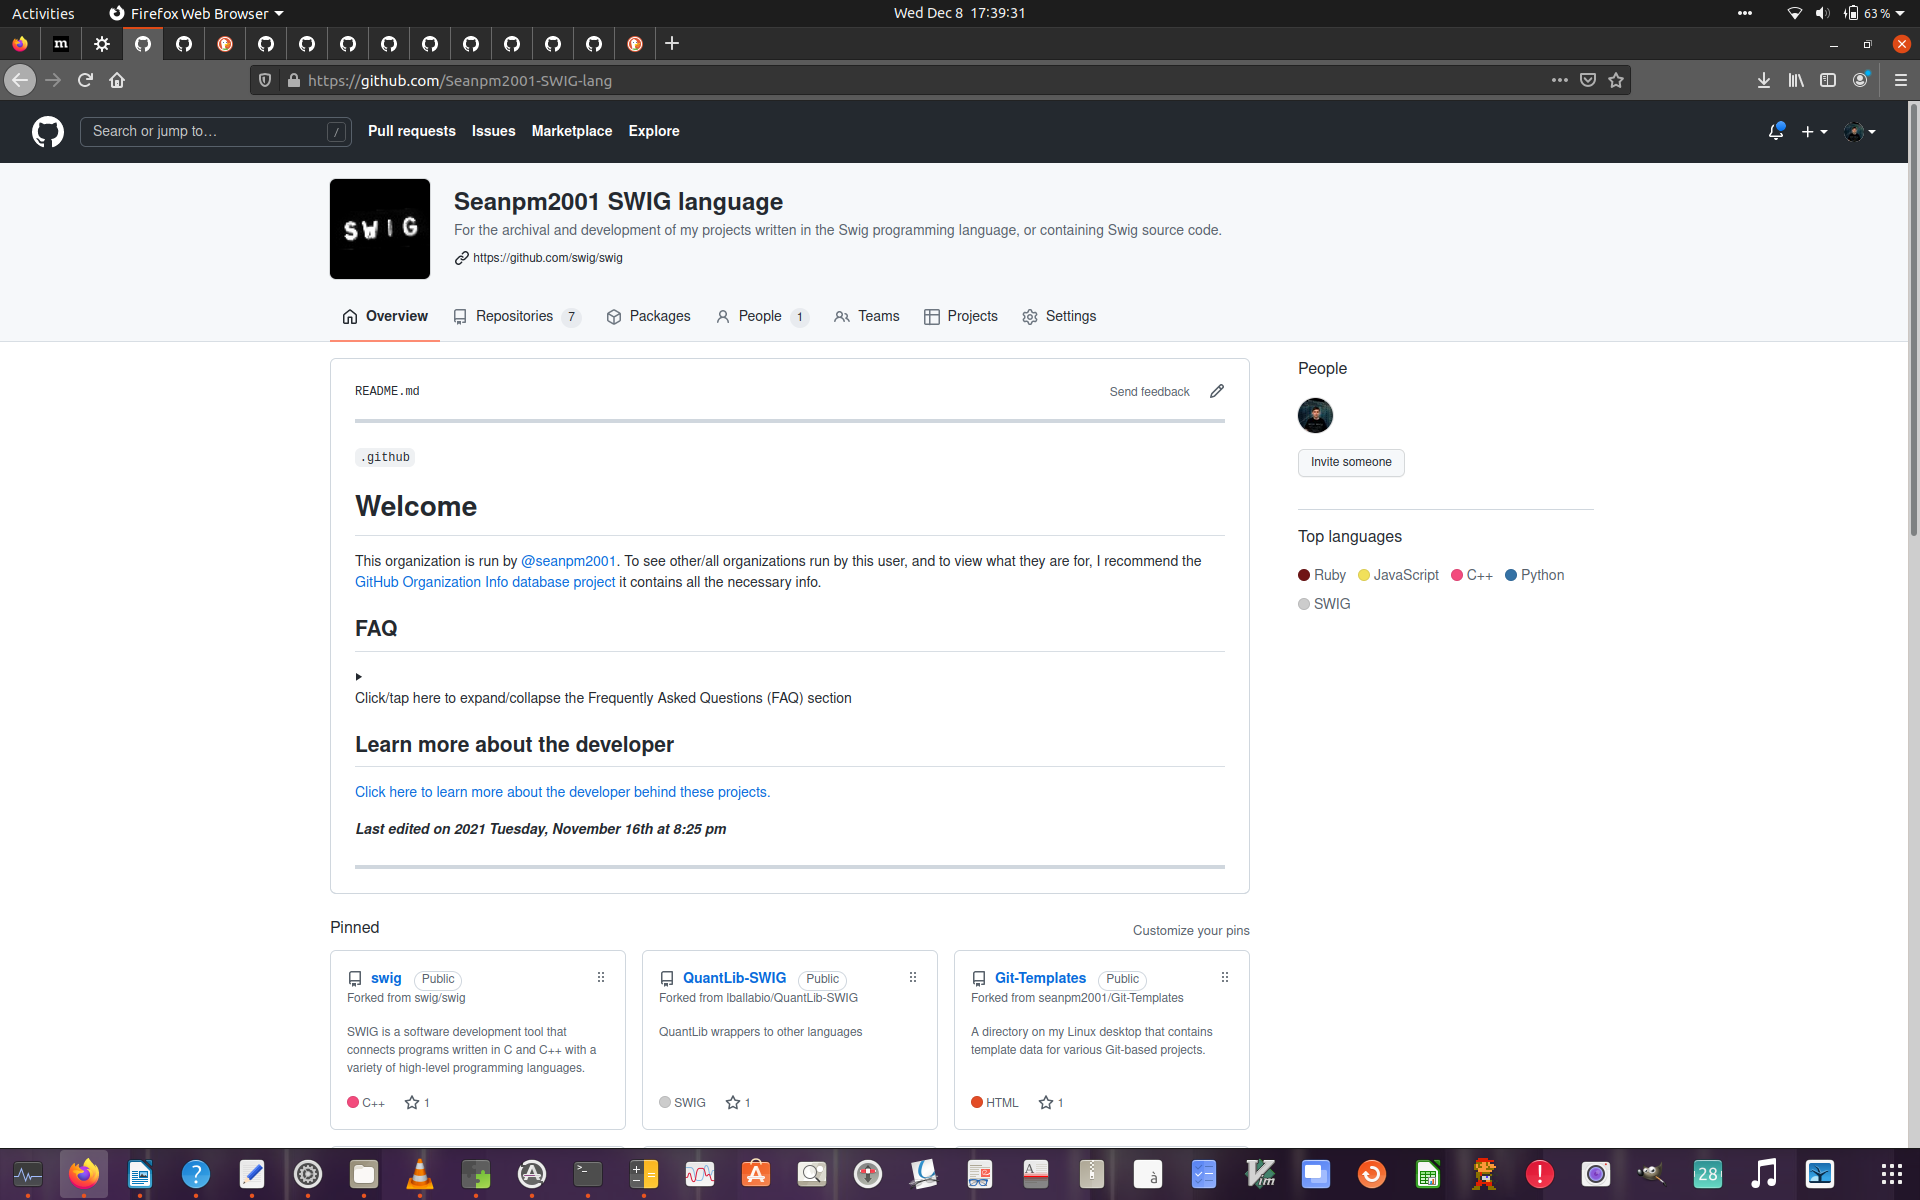 Activities
Firefox Web Browser
Wed Dec 8 17:39:31
63 %
m
https://github.com/Seanpm2001-SWIG-lang
Search or jump to…
/
Pull requests
Issues
Marketplace
Explore
SWIG
Seanpm2001 SWIG language
For the archival and development of my projects written in the Swig programming language, or containing Swig source code.
https://github.com/swig/swig
Overview
Repositories 7
Packages
People 1
Teams
Projects
Settings
README.md
Send feedback
.github
Welcome
This organization is run by @seanpm2001. To see other/all organizations run by this user, and to view what they are for, I recommend the
GitHub Organization Info database project it contains all the necessary info.
FAQ
Click/tap here to expand/collapse the Frequently Asked Questions (FAQ) section
Learn more about the developer
Click here to learn more about the developer behind these projects.
Last edited on 2021 Tuesday, November 16th at 8:25 pm
People
Invite someone
Top languages
Ruby
JavaScript
C++
Python
SWIG
Pinned
Customize your pins
swig Public
Forked from swig/swig
SWIG is a software development tool that
connects programs written in C and C++ with a
variety of high-level programming languages.
C++ 1
QuantLib-SWIG Public
Forked from lballabio/QuantLib-SWIG
QuantLib wrappers to other languages
SWIG 1
Git-Templates Public
Forked from seanpm2001/Git-Templates
A directory on my Linux desktop that contains
template data for various Git-based projects.
HTML 1
?
>_
A
à
Vim
!
28